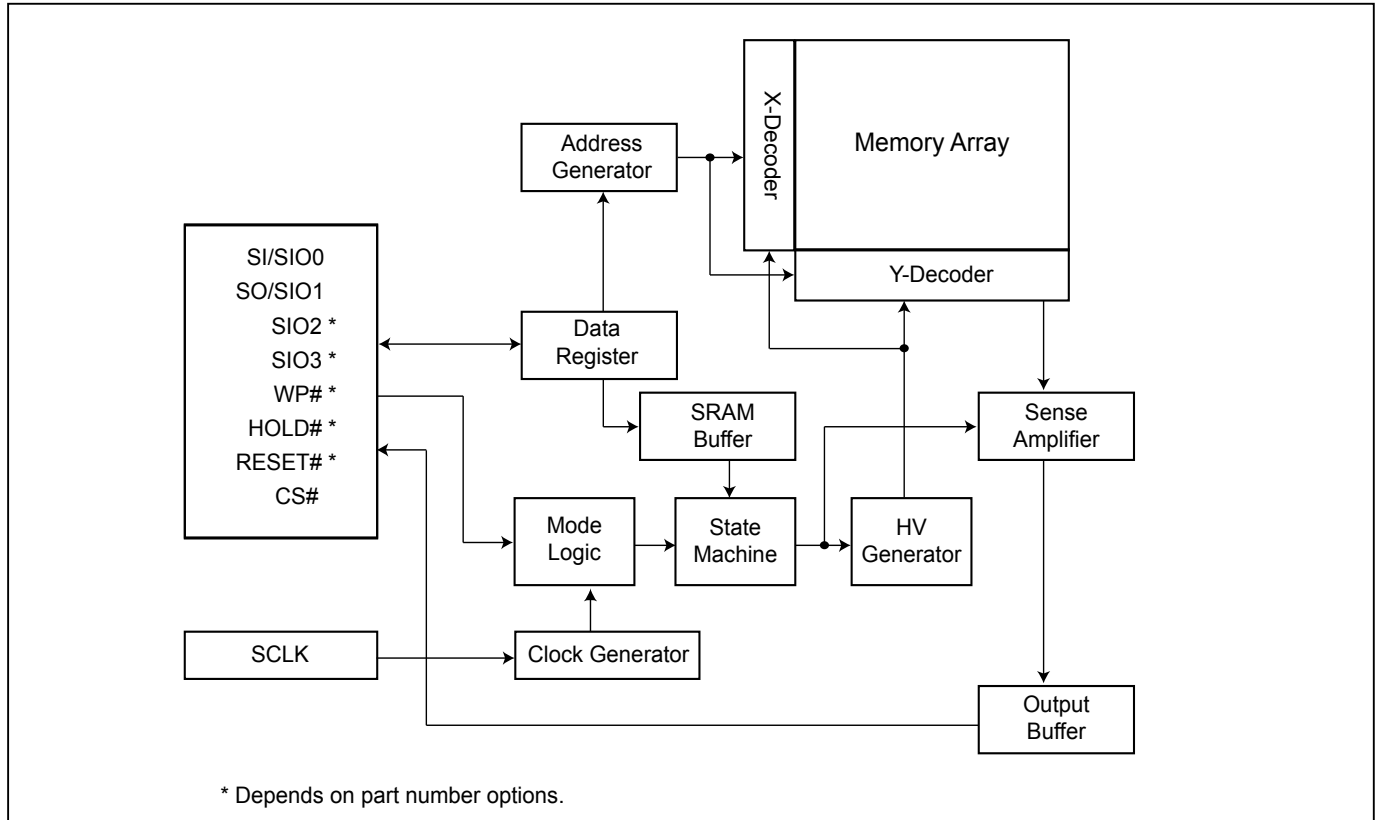 X-Decoder
Memory Array
Address
Generator
Y-Decoder
SI/SIO0
SO/SIO1
SIO2 *
SIO3 *
WP# *
HOLD# *
RESET# *
CS#
Data
Register
SRAM
Buffer
Sense
Amplifier
Mode
Logic
State
Machine
HV
Generator
SCLK
Clock Generator
Output
Buffer
* Depends on part number options.